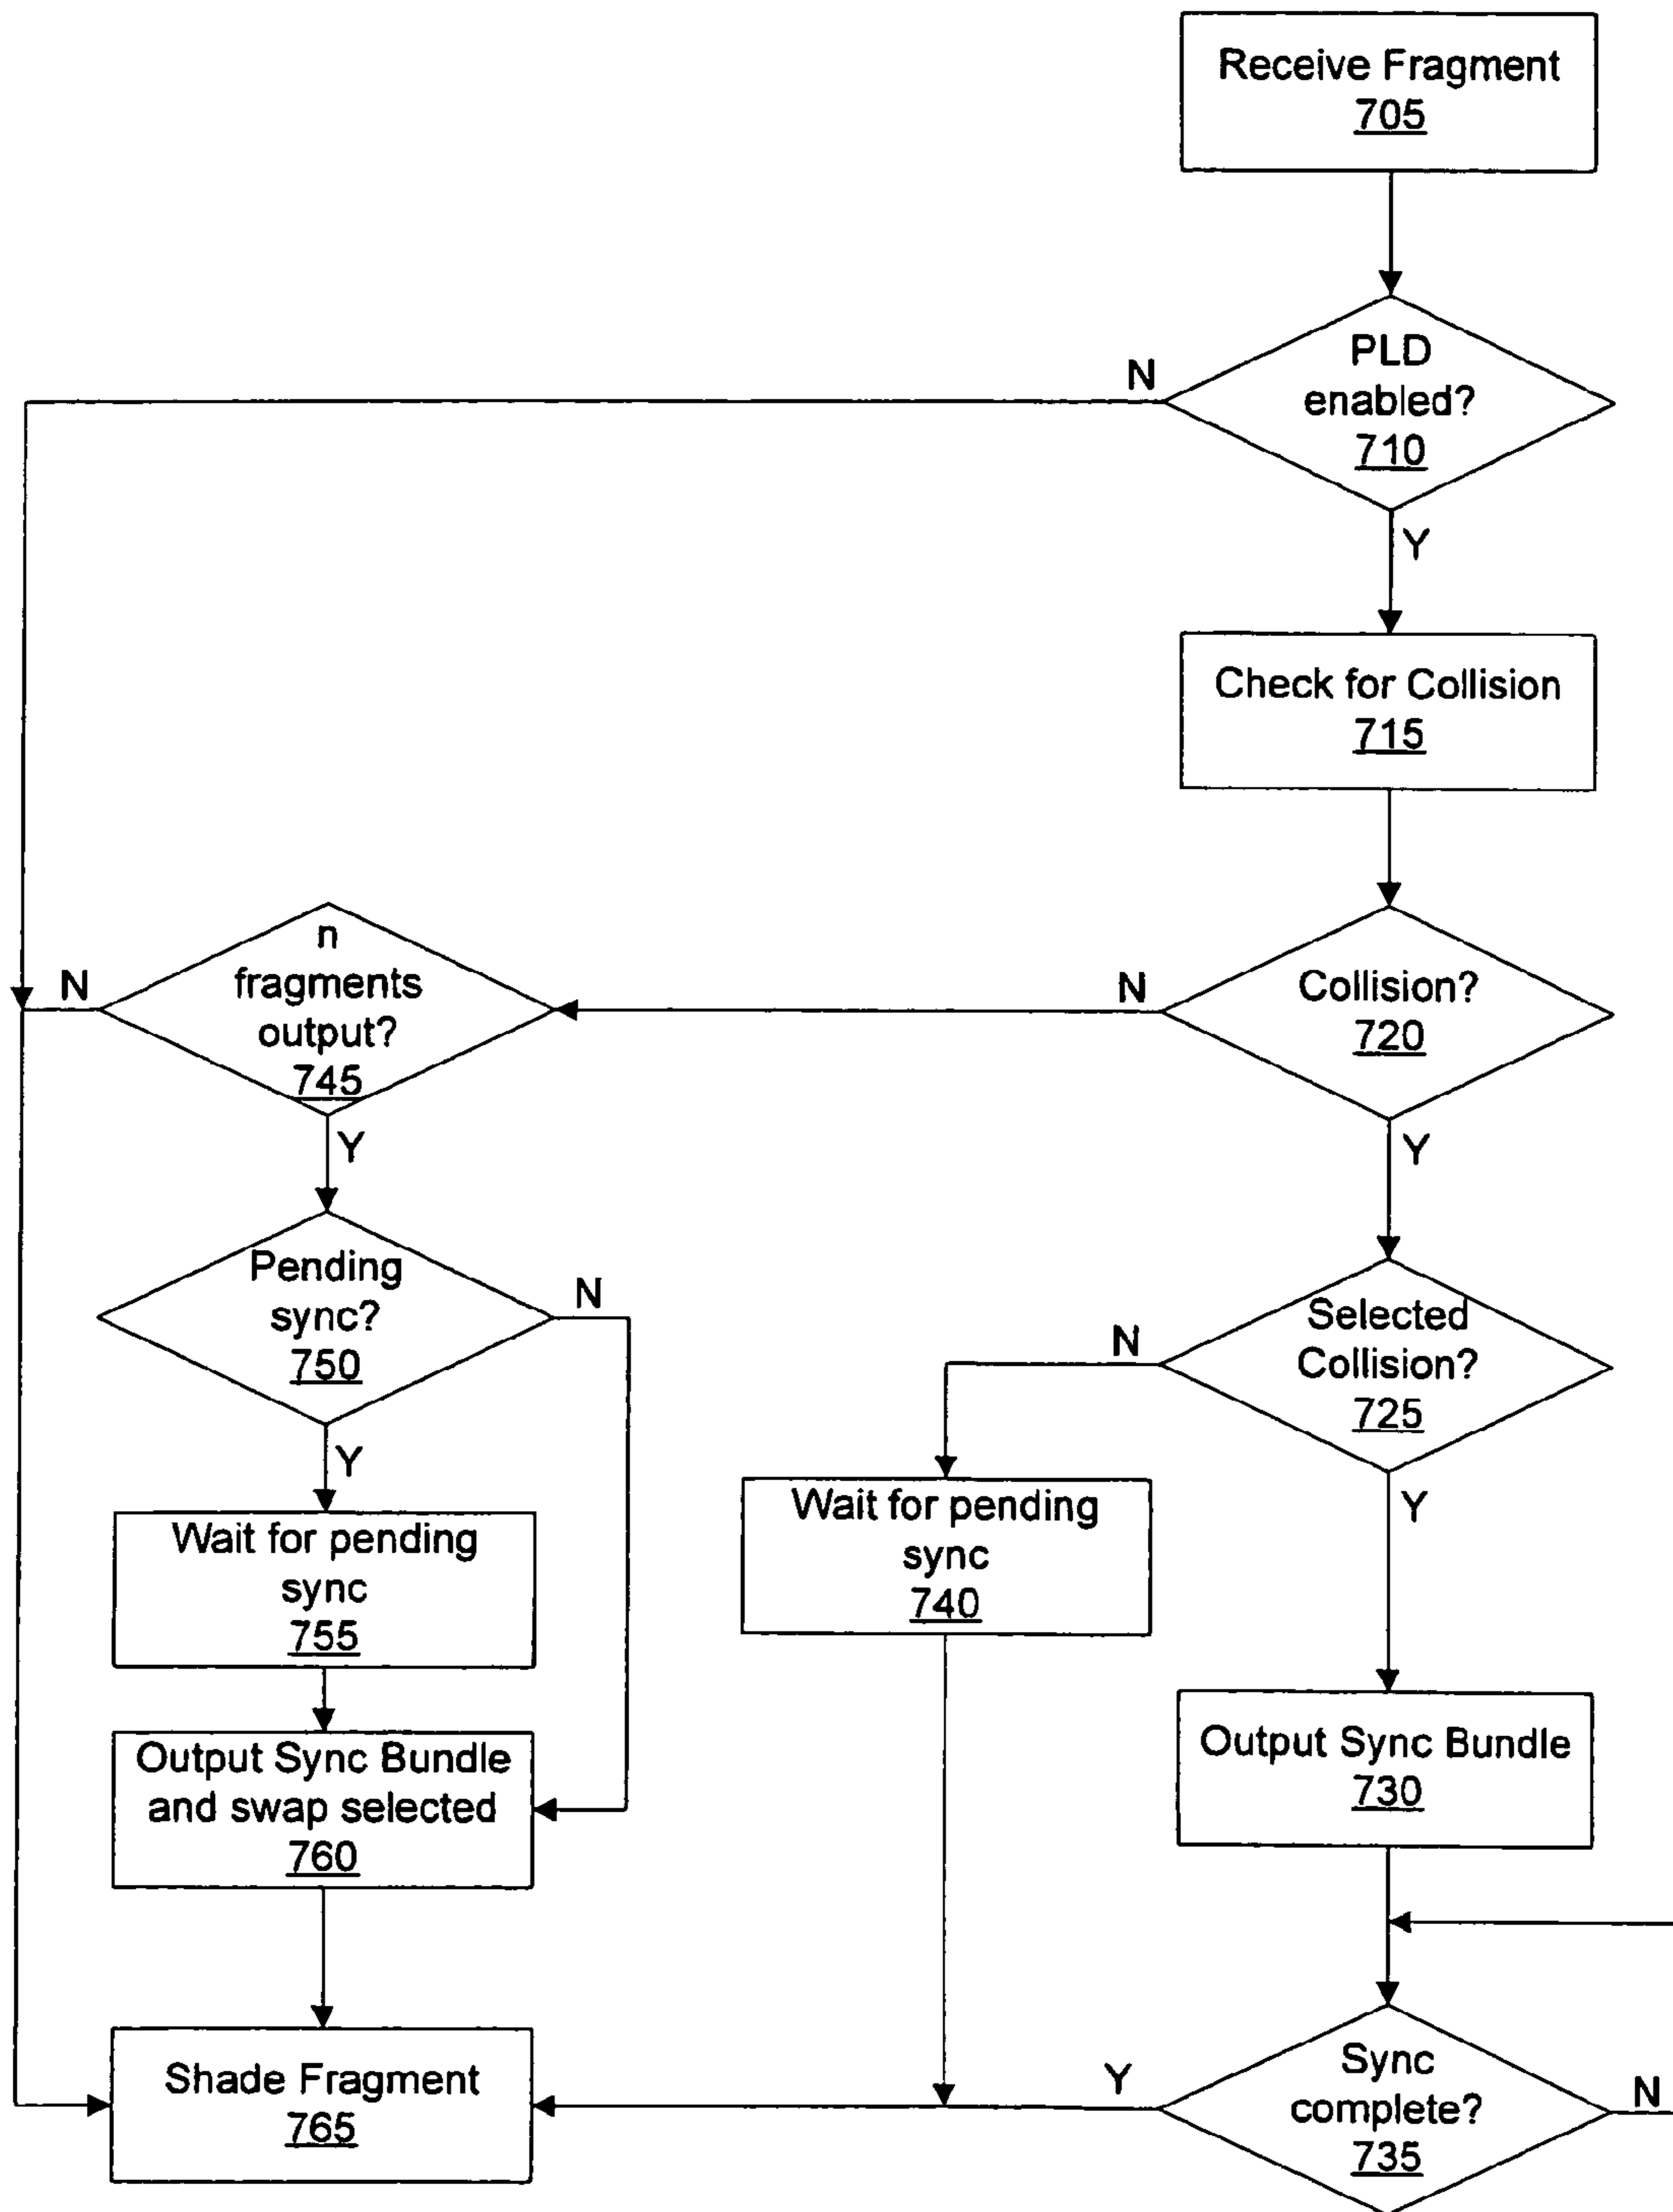 Receive Fragment
705
PLD
enabled?
710
N
Y
Check for Collision
715
Collision?
720
N
Y
n
fragments
output?
745
N
Y
Pending
sync?
750
N
Y
Selected
Collision?
725
N
Y
Wait for pending
sync
755
Wait for pending
sync
740
Output Sync Bundle
and swap selected
760
Output Sync Bundle
730
Shade Fragment
765
Sync
complete?
735
Y
N